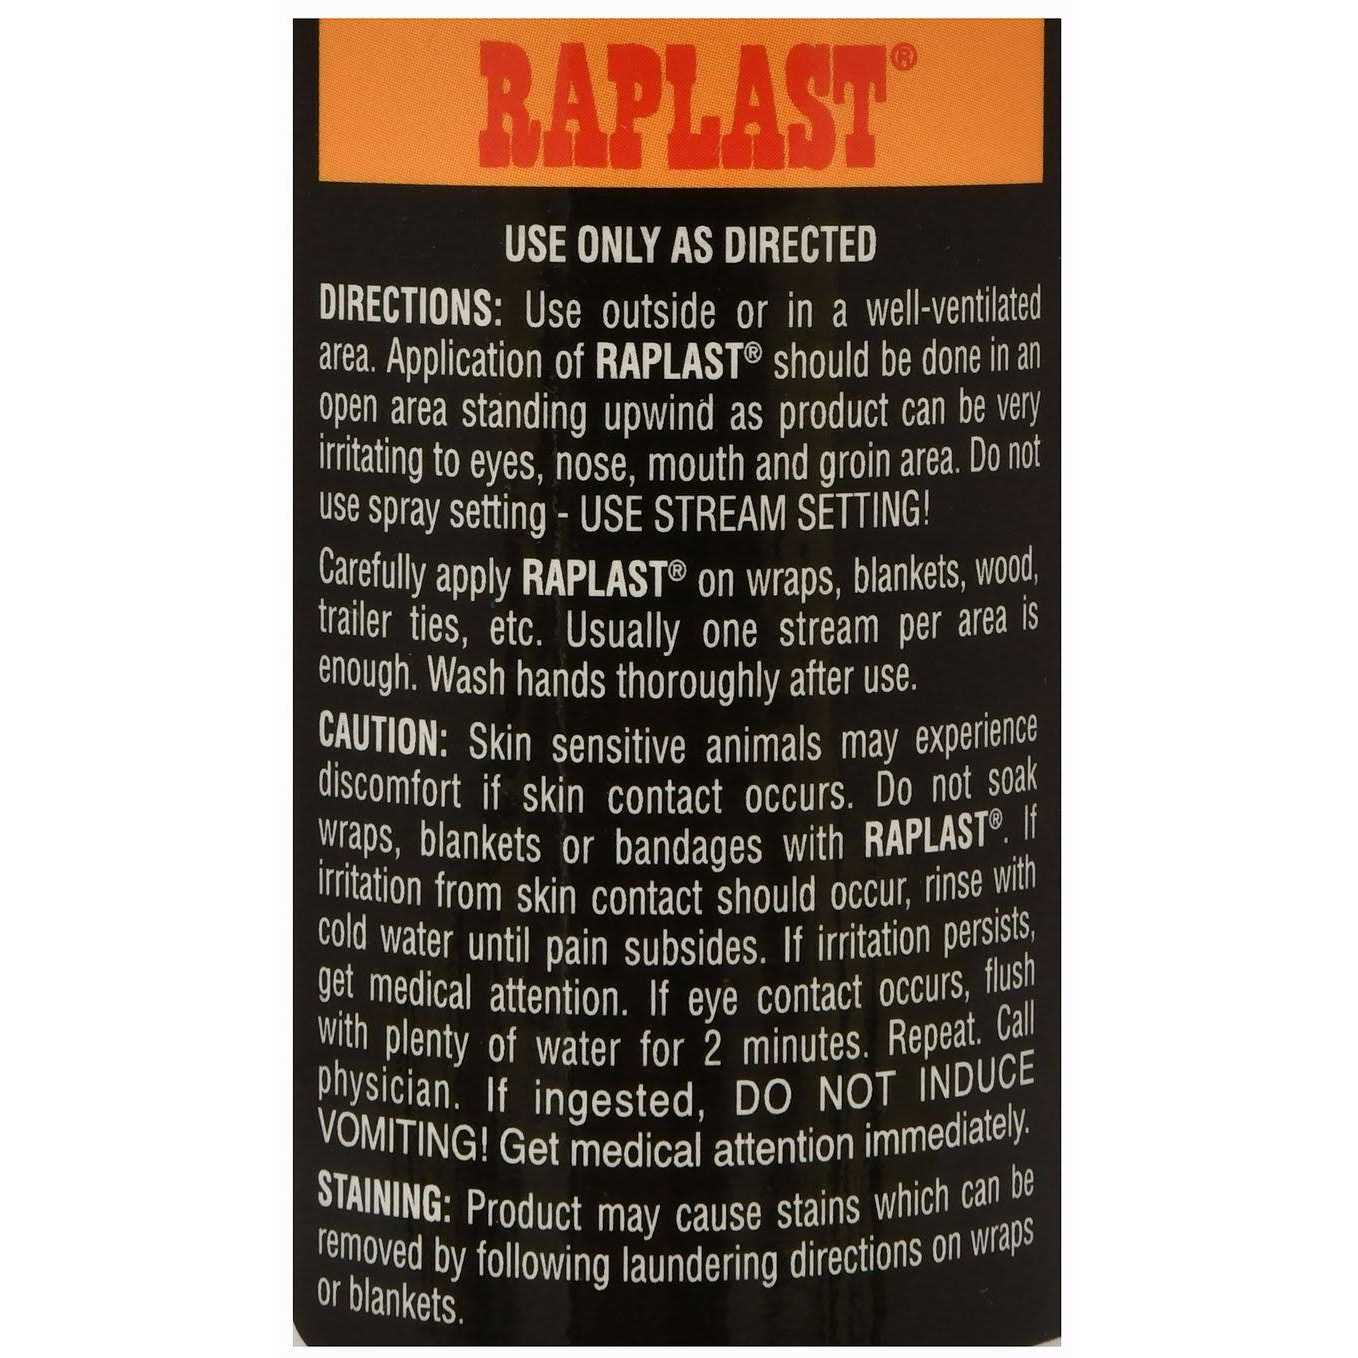 RAPLAST®
USE ONLY AS DIRECTED
DIRECTIONS: Use outside or in a well-ventilated
area. Application of RAPLAST® should be done in an
open area standing upwind as product can be very
irritating to eyes, nose, mouth and groin area. Do not
use spray setting - USE STREAM SETTING!
Carefully apply RAPLAST® on wraps, blankets, wood,
trailer ties, etc. Usually one stream per area is
enough. Wash hands thoroughly after use.
CAUTION: Skin sensitive animals may experience
discomfort if skin contact occurs. Do not soak
wraps, blankets or bandages with RAPLAST®. If
irritation from skin contact should occur, rinse with
cold water until pain subsides. If irritation persists,
get medical attention. If eye contact occurs, flush
with plenty of water for 2 minutes. Repeat. Call
physician. If ingested, DO NOT INDUCE
VOMITING! Get medical attention immediately.
STAINING: Product may cause stains which can be
removed by following laundering directions on wraps
or blankets.